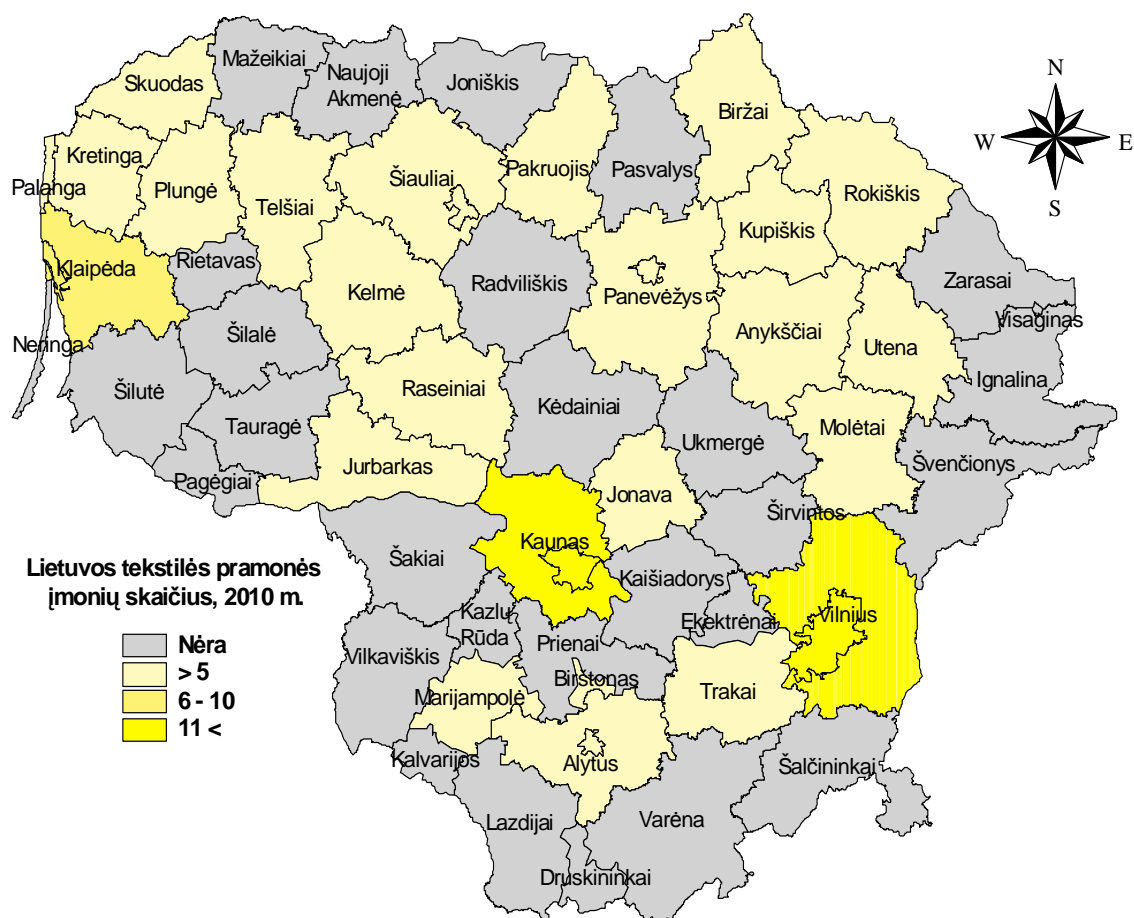 Mažeikiai
Naujoji
Akmenė
Joniškis
Skuodas
Biržai
N
W
E
S
Kretinga
Pakruojis
Pasvalys
Palanga
Plungė
Telšiai
Šiauliai
Rokiškis
Kupiškis
Klaipėda
Rietavas
Kelmė
Radviliškis
Panevėžys
Zarasai
Anykščiai
Visaginas
Neringa
Šilalė
Utena
Ignalina
Šilutė
Raseiniai
Kėdainiai
Tauragė
Ukmergė
Molėtai
Švenčionys
Pagėgiai
Jurbarkas
Jonava
Širvintos
Kaunas
Šakiai
Kaišiadorys
Lietuvos tekstilės pramonės
įmonių skaičius, 2010 m.
Kazlų
Rūda
Elektrėnai
Vilnius
Nėra
> 5
6 - 10
11 <
Vilkaviškis
Prienai
Birštonas
Marijampolė
Trakai
Kalvarijos
Alytus
Šalčininkai
Lazdijai
Varėna
Druskininkai